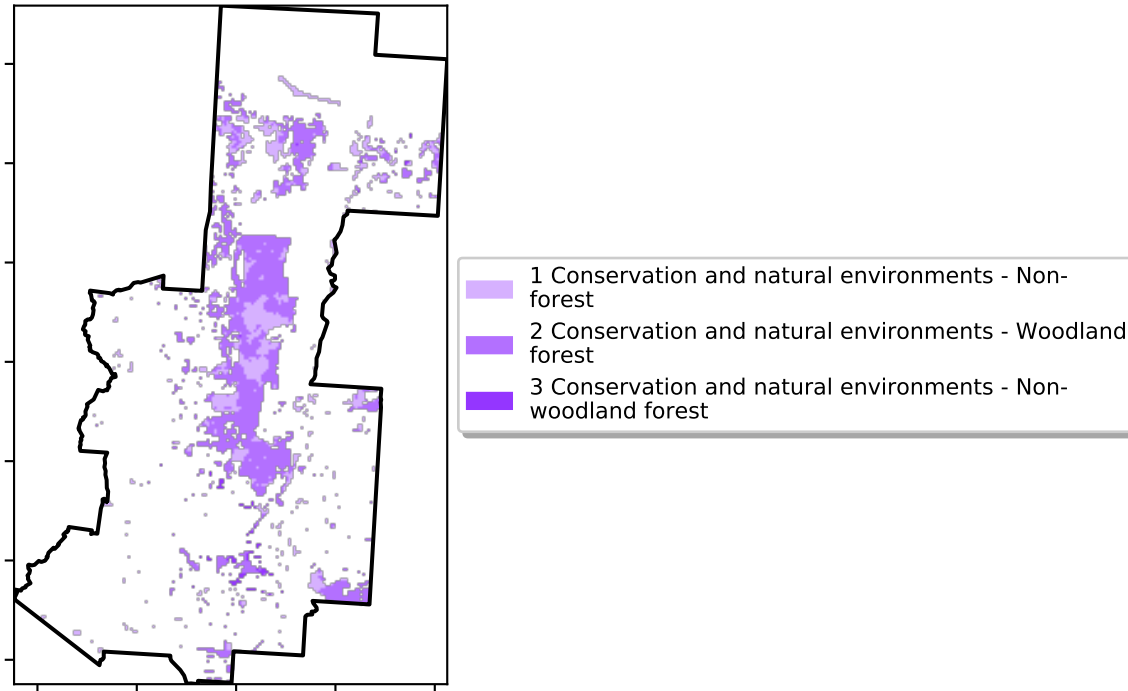 1 Conservation and natural environments - Non-
forest
2 Conservation and natural environments - Woodland
forest
3 Conservation and natural environments - Non-
woodland forest